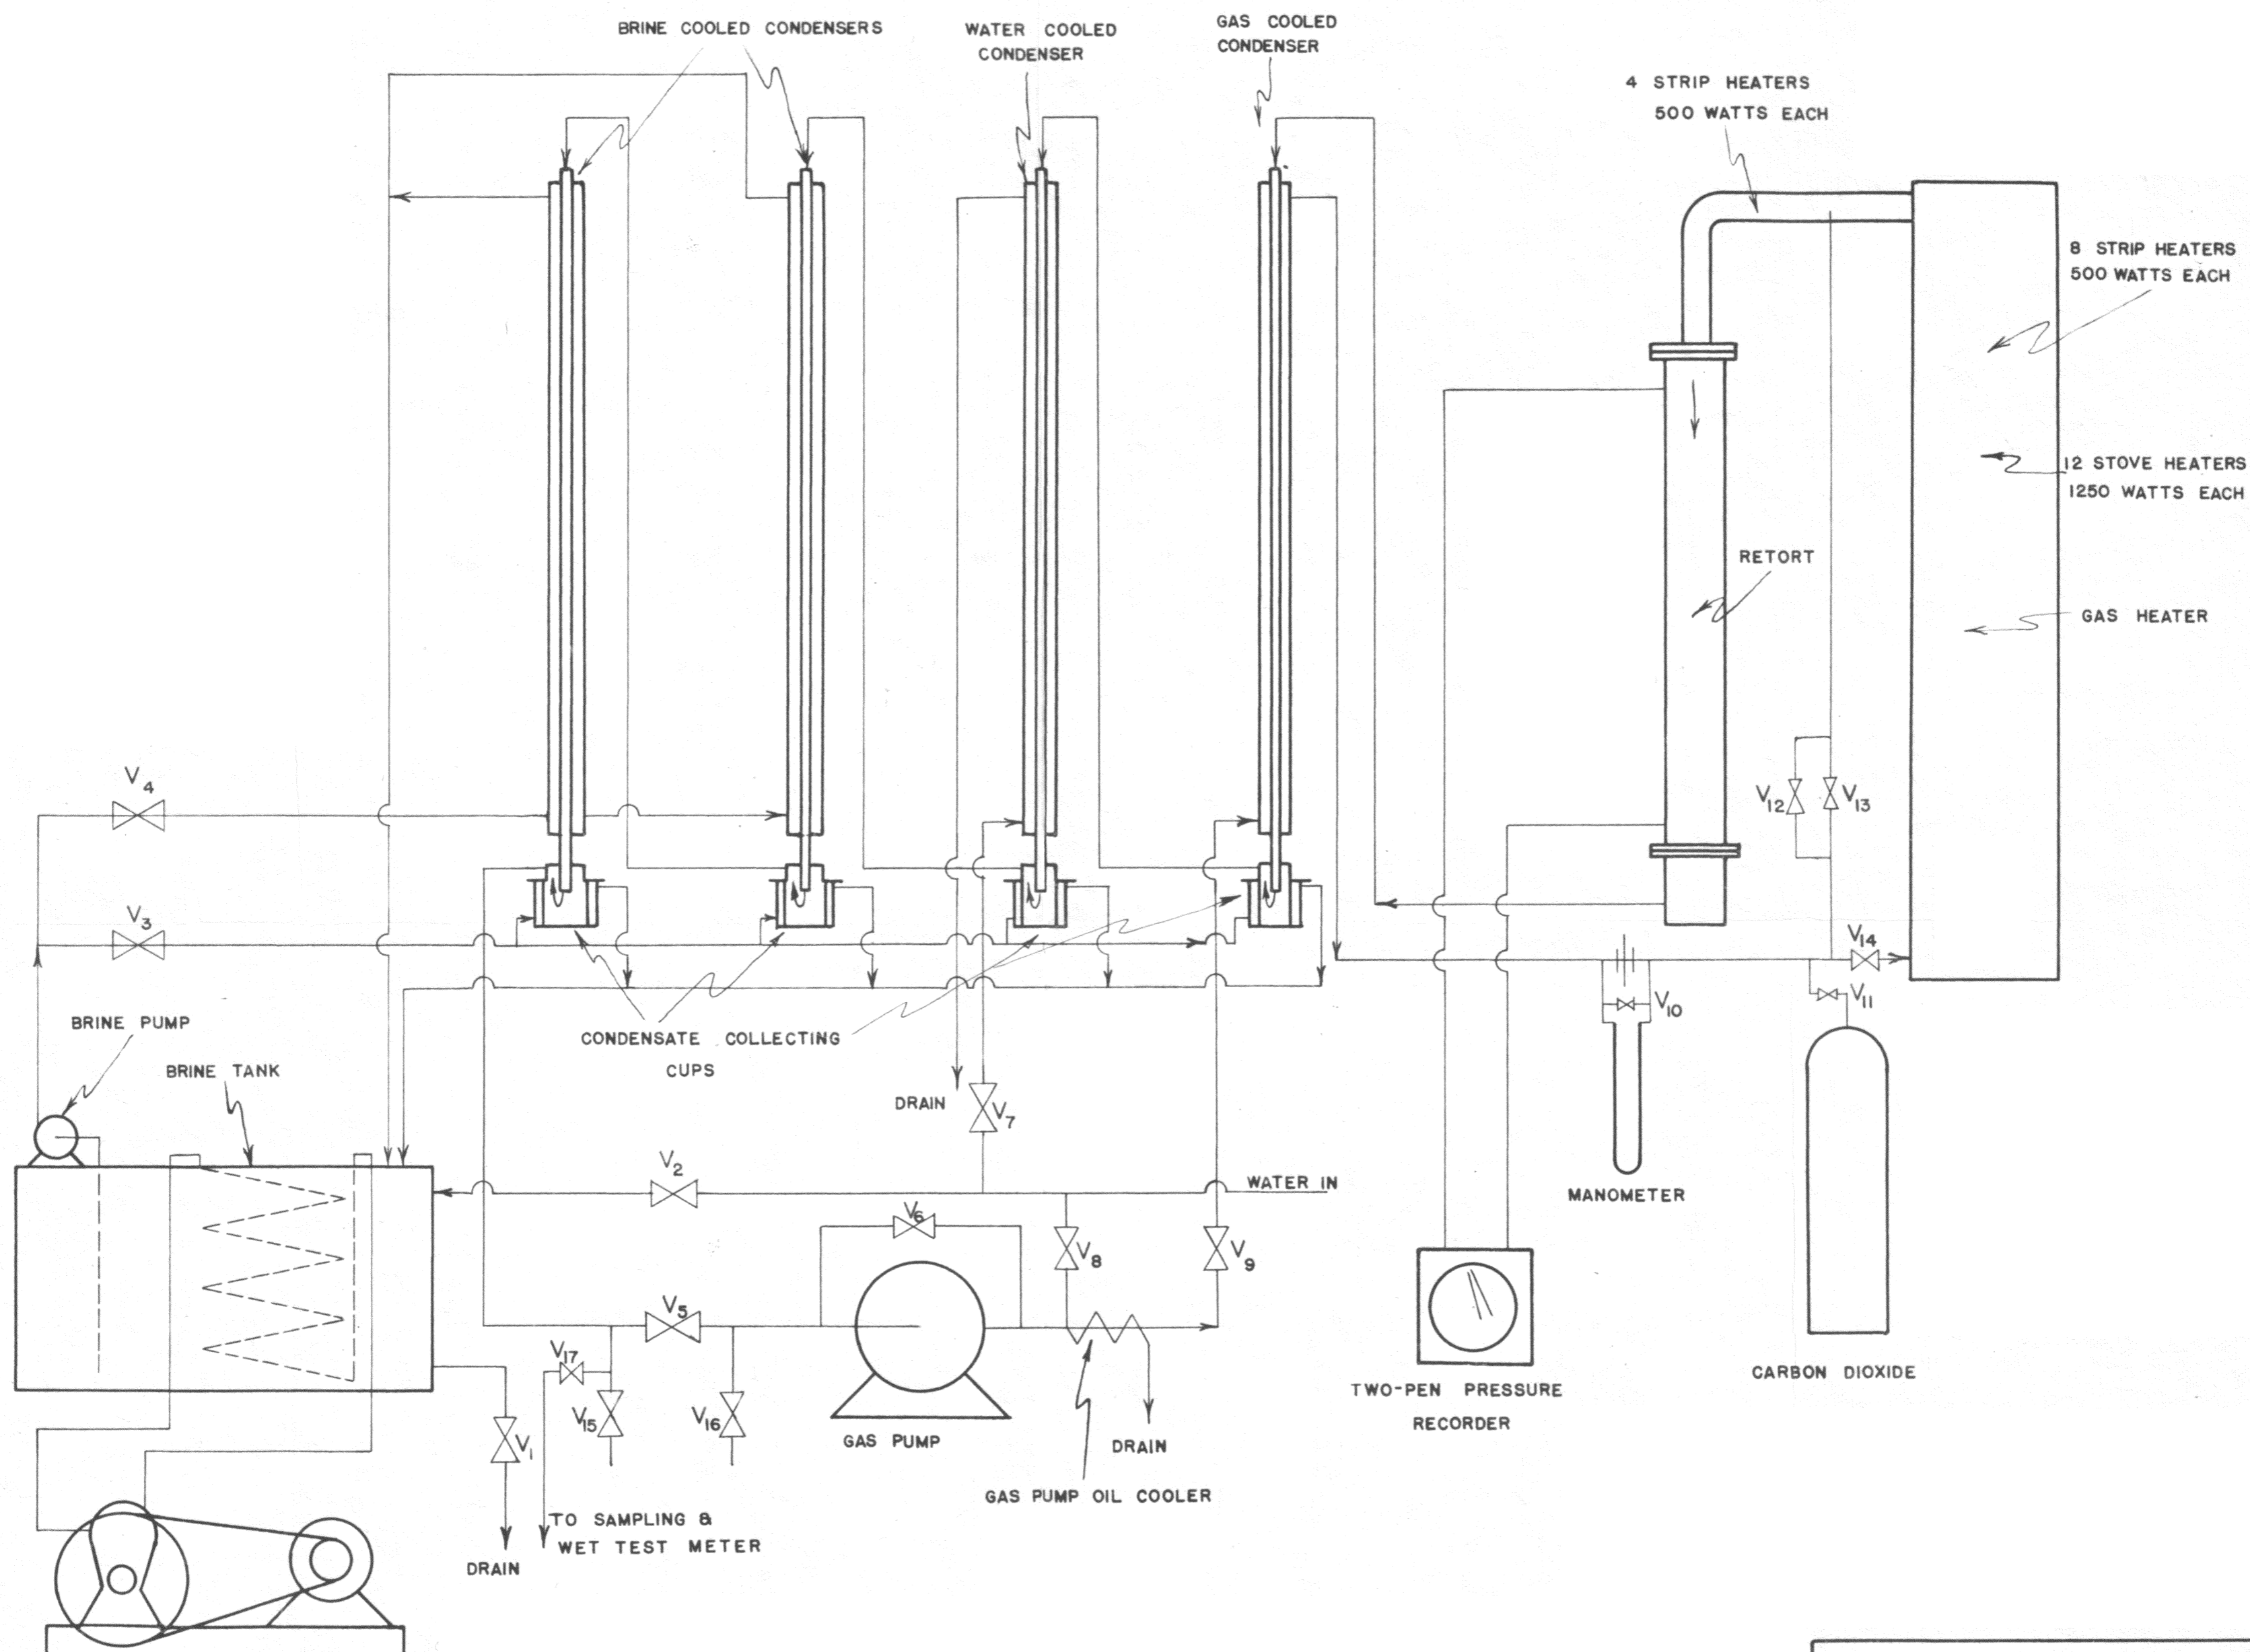 BRINE COOLED CONDENSERS
WATER COOLED
CONDENSER
GAS COOLED
CONDENSER
4 STRIP HEATERS
500 WATTS EACH
8 STRIP HEATERS
500 WATTS EACH
12 STOVE HEATERS
1250 WATTS EACH
RETORT
GAS HEATER
V4
V12
V13
V3
V14
V11
V10
BRINE PUMP
CONDENSATE COLLECTING
CUPS
BRINE TANK
DRAIN
V7
V2
WATER IN
MANOMETER
V6
V8
V9
V5
V17
V15
V16
V1
GAS PUMP
DRAIN
GAS PUMP OIL COOLER
TWO-PEN PRESSURE
RECORDER
CARBON DIOXIDE
TO SAMPLING &
WET TEST METER
DRAIN